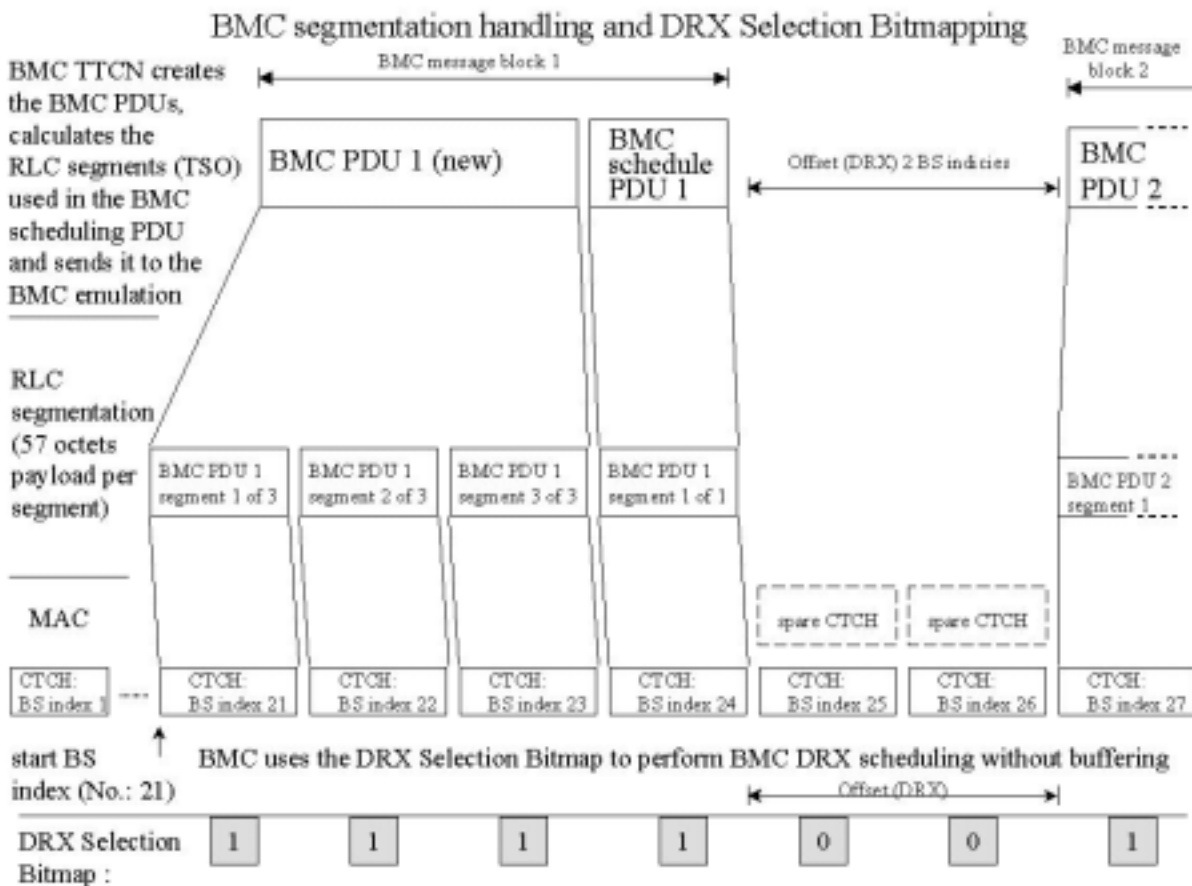 BMC segmentation handling and DRX Selection Bitmapping
BMC TTCN creates
the BMC PDUs,
calculates the
RLC segments (TSO)
used in the BMC
scheduling PDU
and sends it to the
BMC emulation
BMC message block 1
BMC message
block 2
BMC PDU 1 (new)
BMC
schedule
PDU 1
Offset (DRX) 2 BS indicies
BMC
PDU 2
RLC
segmentation
(57 octets
payload per
segment)
BMC PDU 1
segment 1 of 3
BMC PDU 1
segment 2 of 3
BMC PDU 1
segment 3 of 3
BMC PDU 1
segment 1 of 1
BMC PDU 2
segment 1
MAC
spare CTCH
spare CTCH
CTCH:
BS index 1
CTCH:
BS index 21
CTCH:
BS index 22
CTCH:
BS index 23
CTCH:
BS index 24
CTCH:
BS index 25
CTCH:
BS index 26
CTCH:
BS index 27
start BS
index (No.: 21)
BMC uses the DRX Selection Bitmap to perform BMC DRX scheduling without buffering
Offset (DRX)
DRX Selection
Bitmap :
1 1 1 1 0 0 1